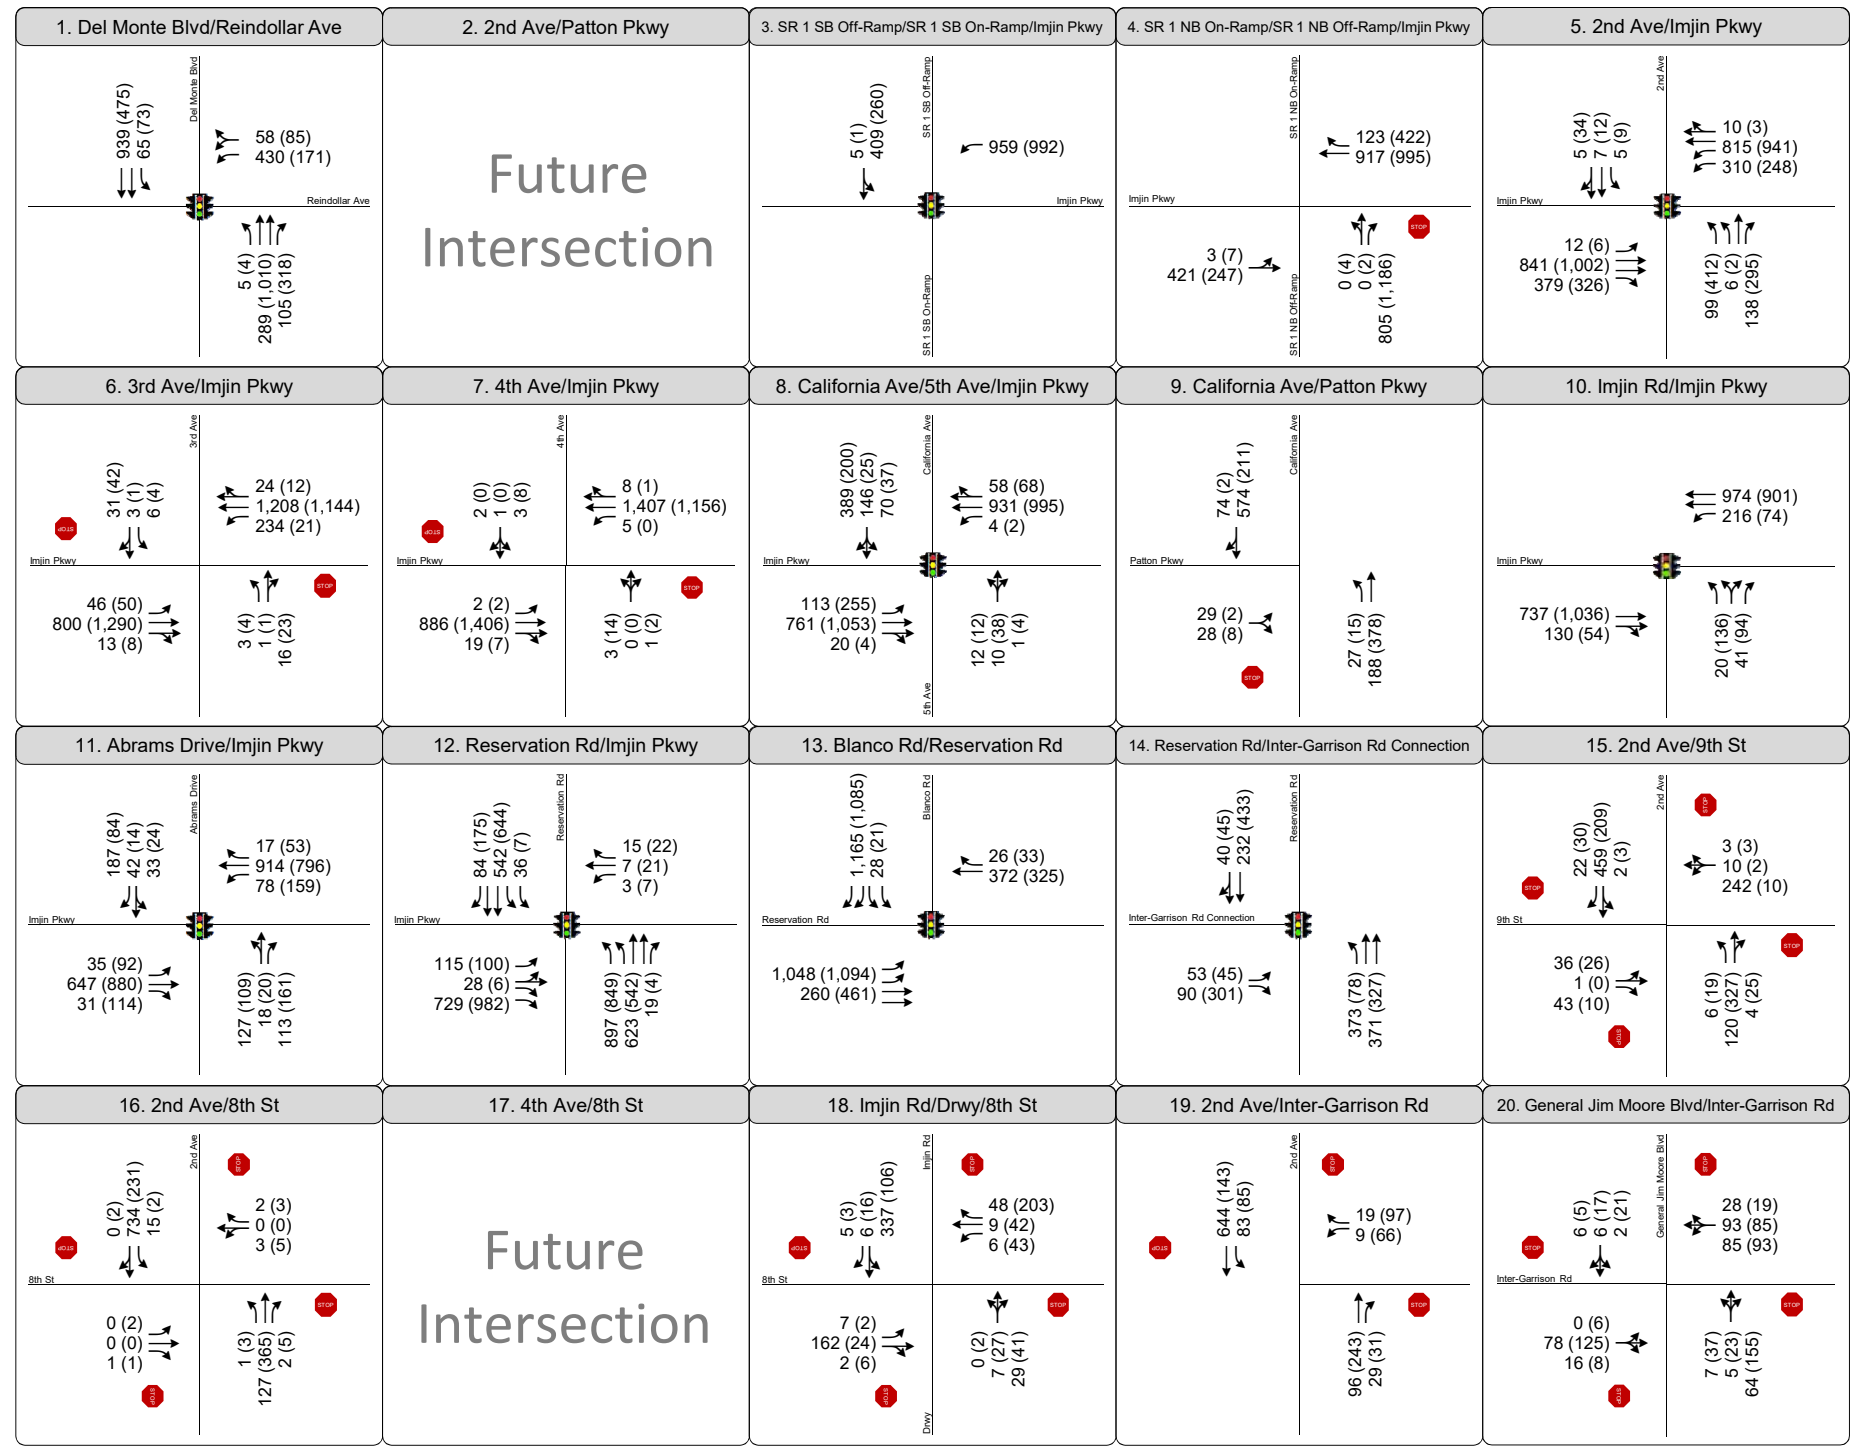 1. Del Monte Blvd/Reindollar Ave
939 (475)
65 (73)
Del Monte Blvd
58 (85)
430 (171)
Reindollar Ave
5 (4)
289 (1,010)
105 (318)
2. 2nd Ave/Patton Pkwy
Future
Intersection
3. SR 1 SB Off-Ramp/SR 1 SB On-Ramp/Imjin Pkwy
5 (1)
409 (260)
SR 1 SB Off-Ramp
959 (992)
Imjin Pkwy
SR 1 SB On-Ramp
4. SR 1 NB On-Ramp/SR 1 NB Off-Ramp/Imjin Pkwy
SR 1 NB On-Ramp
123 (422)
917 (995)
Imjin Pkwy
STOP
3 (7)
421 (247)
SR 1 NB Off-Ramp
0 (4)
0 (2)
805 (1,186)
5. 2nd Ave/Imjin Pkwy
5 (34)
7 (12)
5 (9)
2nd Ave
10 (3)
815 (941)
310 (248)
Imjin Pkwy
12 (6)
841 (1,002)
379 (326)
99 (412)
6 (2)
138 (295)
6. 3rd Ave/Imjin Pkwy
31 (42)
3 (1)
6 (4)
3rd Ave
24 (12)
1,208 (1,144)
234 (21)
STOP
Imjin Pkwy
STOP
46 (50)
800 (1,290)
13 (8)
3 (4)
1 (1)
16 (23)
7. 4th Ave/Imjin Pkwy
2 (0)
1 (0)
3 (8)
4th Ave
8 (1)
1,407 (1,156)
5 (0)
STOP
Imjin Pkwy
STOP
2 (2)
886 (1,406)
19 (7)
3 (14)
0 (0)
1 (2)
8. California Ave/5th Ave/Imjin Pkwy
389 (200)
146 (25)
70 (37)
California Ave
58 (68)
931 (995)
4 (2)
Imjin Pkwy
113 (255)
761 (1,053)
20 (4)
12 (12)
10 (38)
1 (4)
5th Ave
9. California Ave/Patton Pkwy
74 (2)
574 (211)
California Ave
Patton Pkwy
29 (2)
28 (8)
STOP
27 (15)
188 (378)
10. Imjin Rd/Imjin Pkwy
974 (901)
216 (74)
Imjin Pkwy
737 (1,036)
130 (54)
20 (136)
41 (94)
11. Abrams Drive/Imjin Pkwy
187 (84)
42 (14)
33 (24)
Abrams Drive
17 (53)
914 (796)
78 (159)
Imjin Pkwy
35 (92)
647 (880)
31 (114)
127 (109)
18 (20)
113 (161)
12. Reservation Rd/Imjin Pkwy
84 (175)
542 (644)
36 (7)
Reservation Rd
15 (22)
7 (21)
3 (7)
Imjin Pkwy
115 (100)
28 (6)
729 (982)
897 (849)
623 (542)
19 (4)
13. Blanco Rd/Reservation Rd
1,165 (1,085)
28 (21)
Blanco Rd
26 (33)
372 (325)
Reservation Rd
1,048 (1,094)
260 (461)
14. Reservation Rd/Inter-Garrison Rd Connection
40 (45)
232 (433)
Reservation Rd
Inter-Garrison Rd Connection
53 (45)
90 (301)
373 (78)
371 (327)
15. 2nd Ave/9th St
22 (30)
459 (209)
2 (3)
2nd Ave
STOP
3 (3)
10 (2)
242 (10)
STOP
9th St
STOP
36 (26)
1 (0)
43 (10)
STOP
6 (19)
120 (327)
4 (25)
16. 2nd Ave/8th St
0 (2)
734 (231)
15 (2)
2nd Ave
STOP
2 (3)
0 (0)
3 (5)
STOP
8th St
STOP
0 (2)
0 (0)
1 (1)
STOP
1 (3)
127 (365)
2 (5)
17. 4th Ave/8th St
Future
Intersection
18. Imjin Rd/Drwy/8th St
5 (3)
6 (16)
337 (106)
Imjin Rd
STOP
48 (203)
9 (42)
6 (43)
STOP
8th St
STOP
7 (2)
162 (24)
2 (6)
STOP
0 (2)
7 (27)
29 (41)
Drwy
19. 2nd Ave/Inter-Garrison Rd
644 (143)
83 (85)
2nd Ave
STOP
19 (97)
9 (66)
STOP
STOP
96 (243)
29 (31)
20. General Jim Moore Blvd/Inter-Garrison Rd
6 (5)
6 (17)
2 (21)
General Jim Moore Blvd
STOP
28 (19)
93 (85)
85 (93)
STOP
Inter-Garrison Rd
STOP
0 (6)
78 (125)
16 (8)
STOP
7 (37)
5 (23)
64 (155)